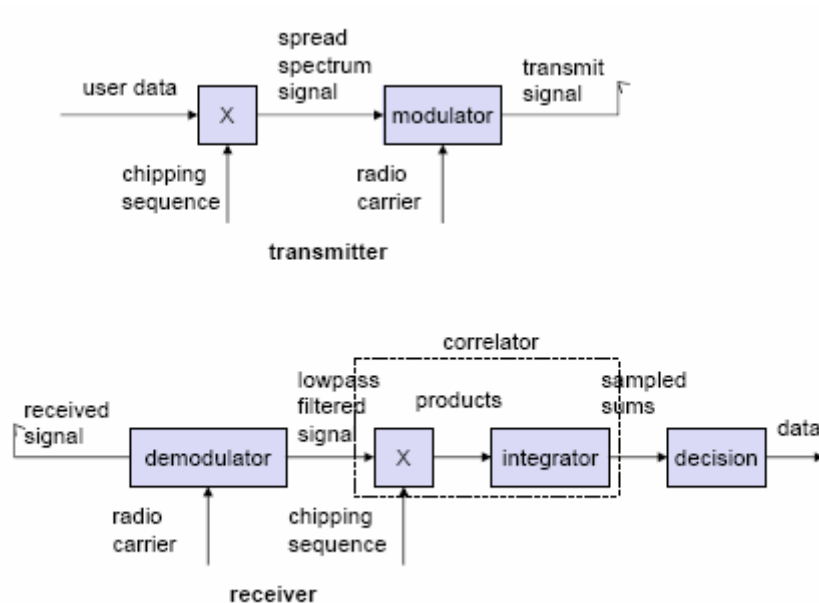 user data
X
spread
spectrum
signal
modulator
transmit
signal
chipping
sequence
radio
carrier
transmitter
correlator
received
signal
demodulator
lowpass
filtered
signal
products
X
integrator
sampled
sums
decision
data
radio
carrier
chipping
sequence
receiver